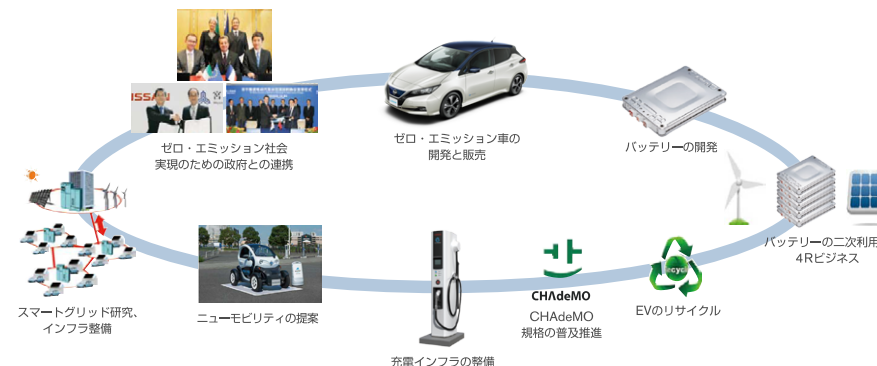 NISSAN
ゼロ・エミッション社会
実現のための政府との連携
ゼロ・エミッション車の
開発と販売
バッテリーの開発
バッテリーの二次利用
4Rビジネス
スマートグリッド研究、
インフラ整備
ニューモビリティの提案
充電インフラの整備
CHAdeMO
CHAdeMO
規格の普及推進
Recycle
EVのリサイクル